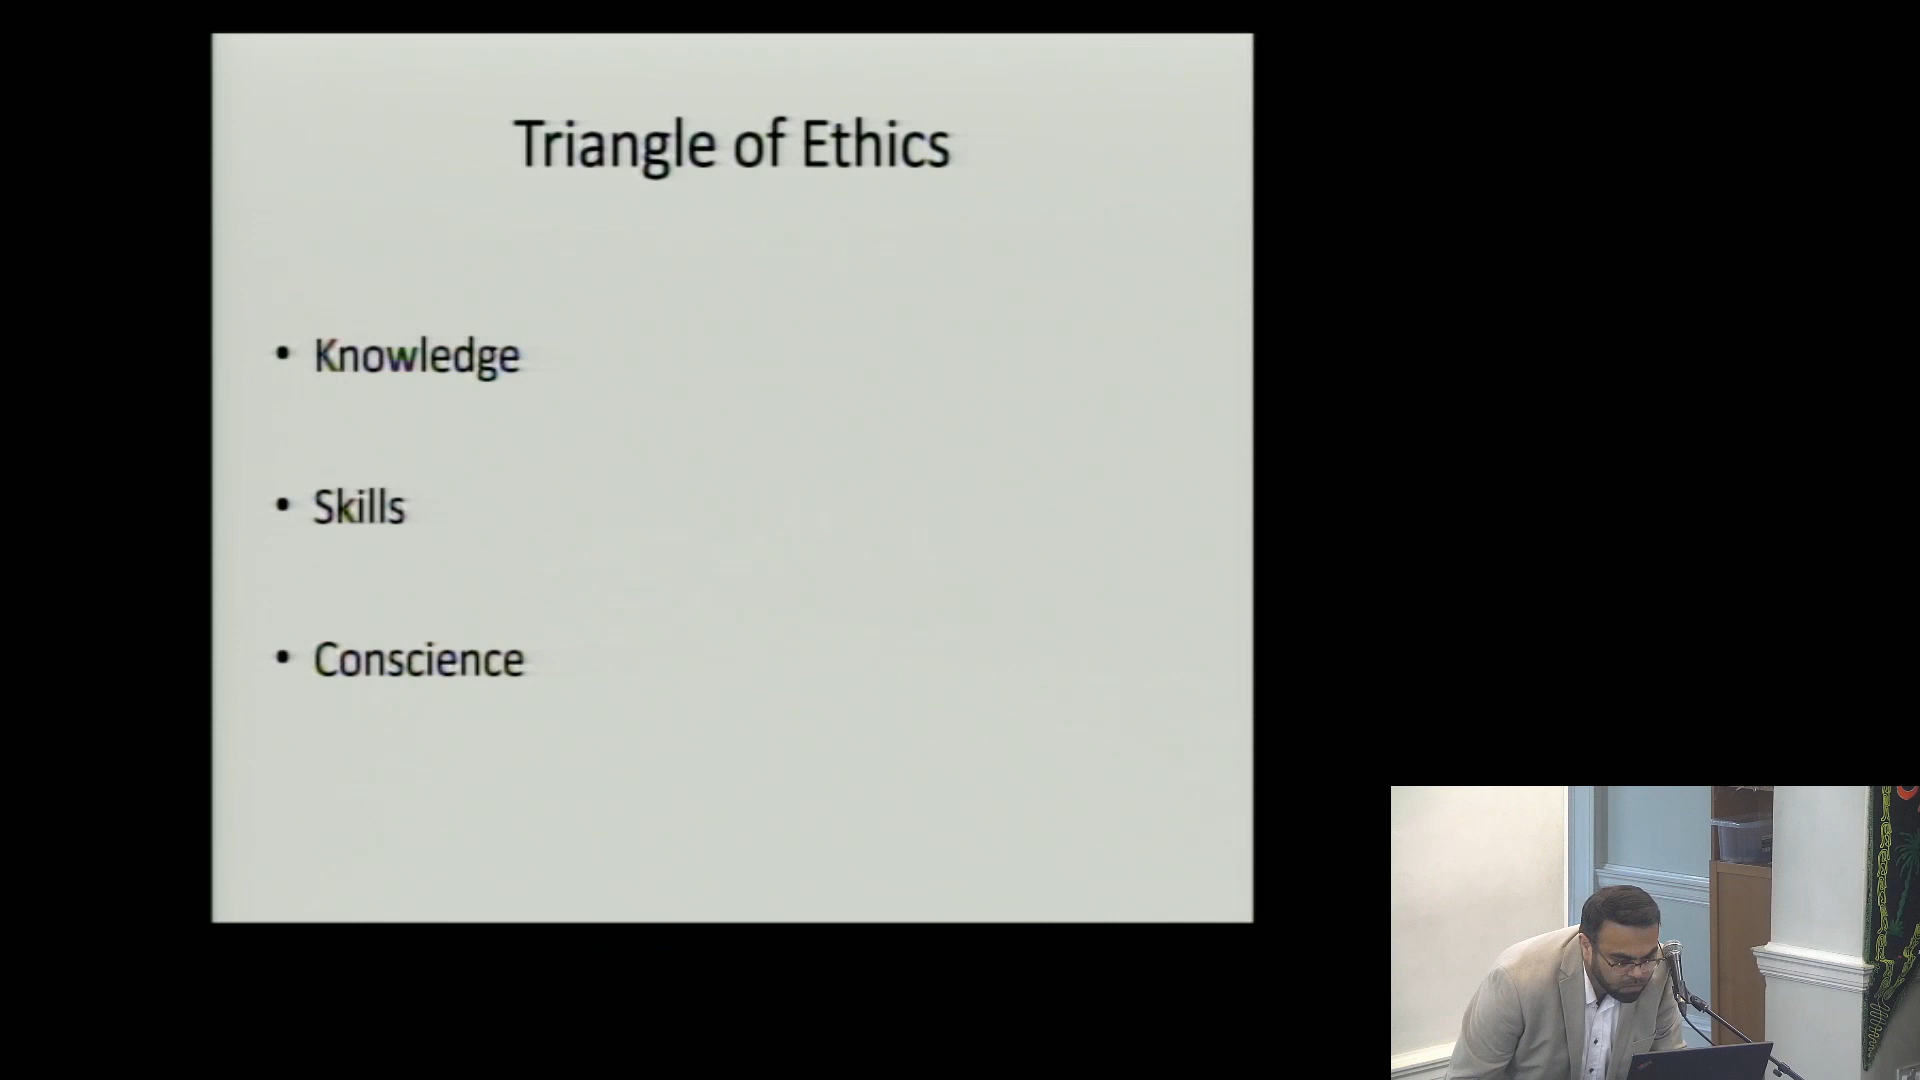 Triangle of Ethics
• Knowledge
• Skills
• Conscience